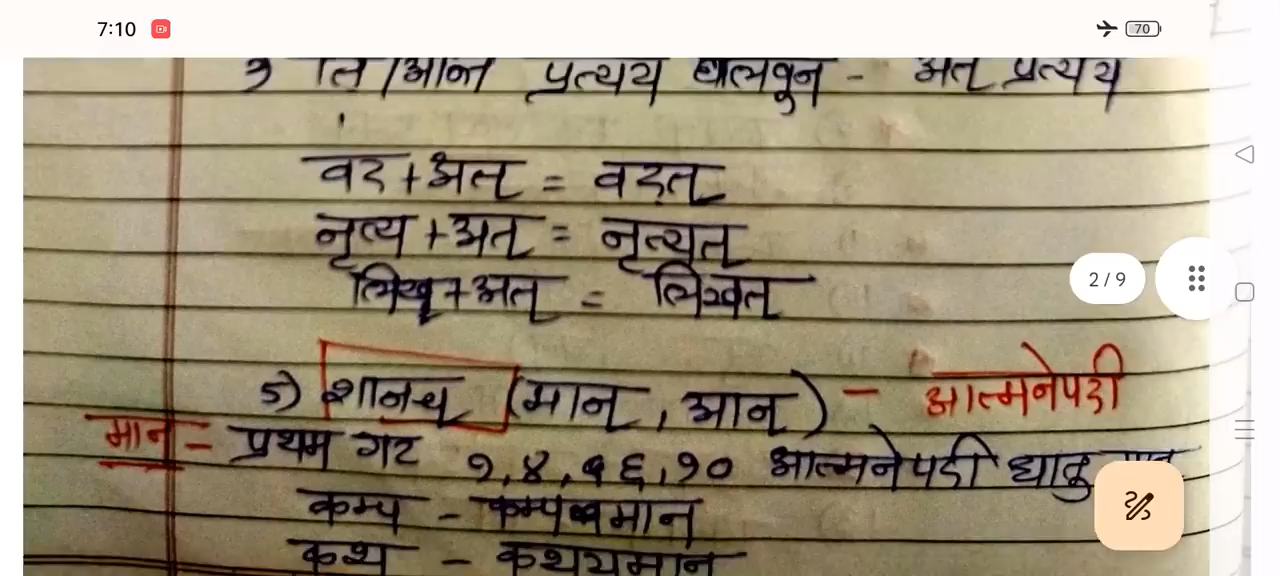 7:10
70
ति/आन्त प्रत्यय घालवून - अत् प्रत्यय
वद+अत् = वदत्
नृत्य+अत् = नृत्यत्
लिख्+अत् = लिखत्
2 / 9
5) शानच् (मान, आन) - आत्मनेपदी
मान = प्रथम गट १,४,६,१० आत्मनेपदी धातू
कम्प - कम्पमान
कथ - कथयमान